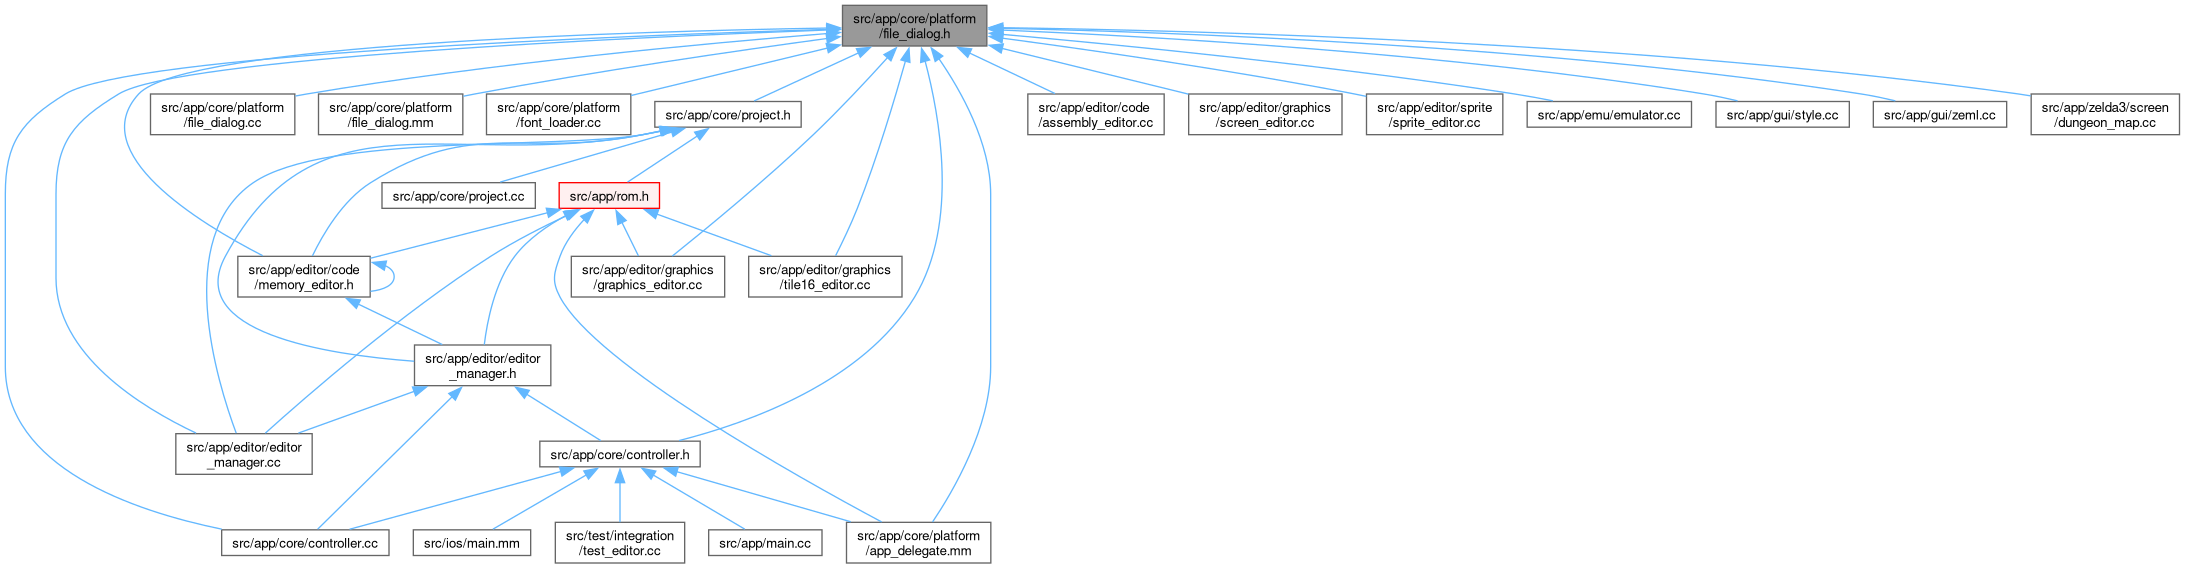 src/app/core/platform
/file_dialog.h
src/app/core/platform
/file_dialog.cc
src/app/core/platform
/file_dialog.mm
src/app/core/platform
/font_loader.cc
src/app/core/project.h
src/app/editor/code
/assembly_editor.cc
src/app/editor/graphics
/screen_editor.cc
src/app/editor/sprite
/sprite_editor.cc
src/app/emu/emulator.cc
src/app/gui/style.cc
src/app/gui/zeml.cc
src/app/zelda3/screen
/dungeon_map.cc
src/app/core/project.cc
src/app/rom.h
src/app/editor/code
/memory_editor.h
src/app/editor/graphics
/graphics_editor.cc
src/app/editor/graphics
/tile16_editor.cc
src/app/editor/editor
_manager.h
src/app/editor/editor
_manager.cc
src/app/core/controller.h
src/app/core/controller.cc
src/ios/main.mm
src/test/integration
/test_editor.cc
src/app/main.cc
src/app/core/platform
/app_delegate.mm